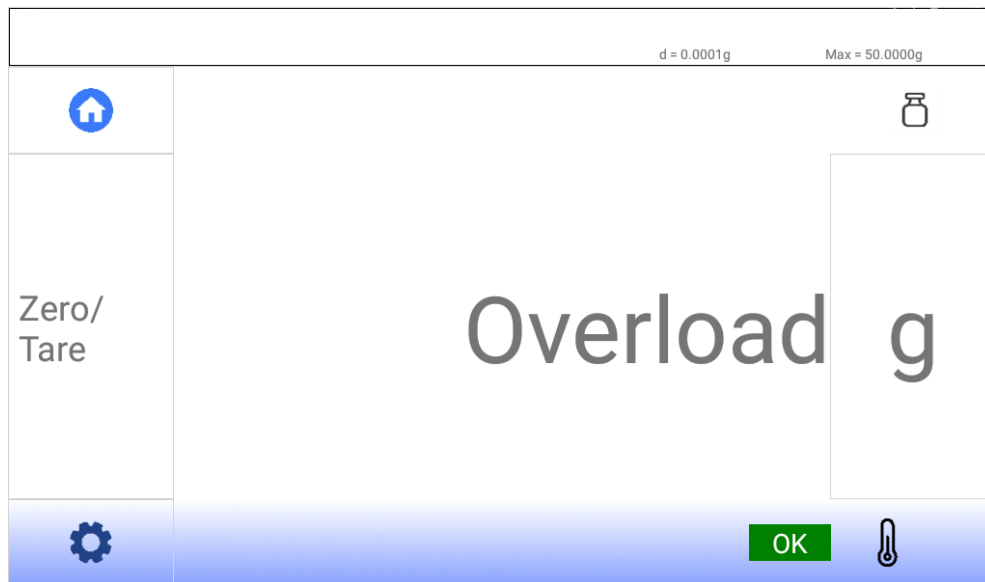 d = 0.0001g Max = 50.0000g
Zero/
Tare
Overload g
OK